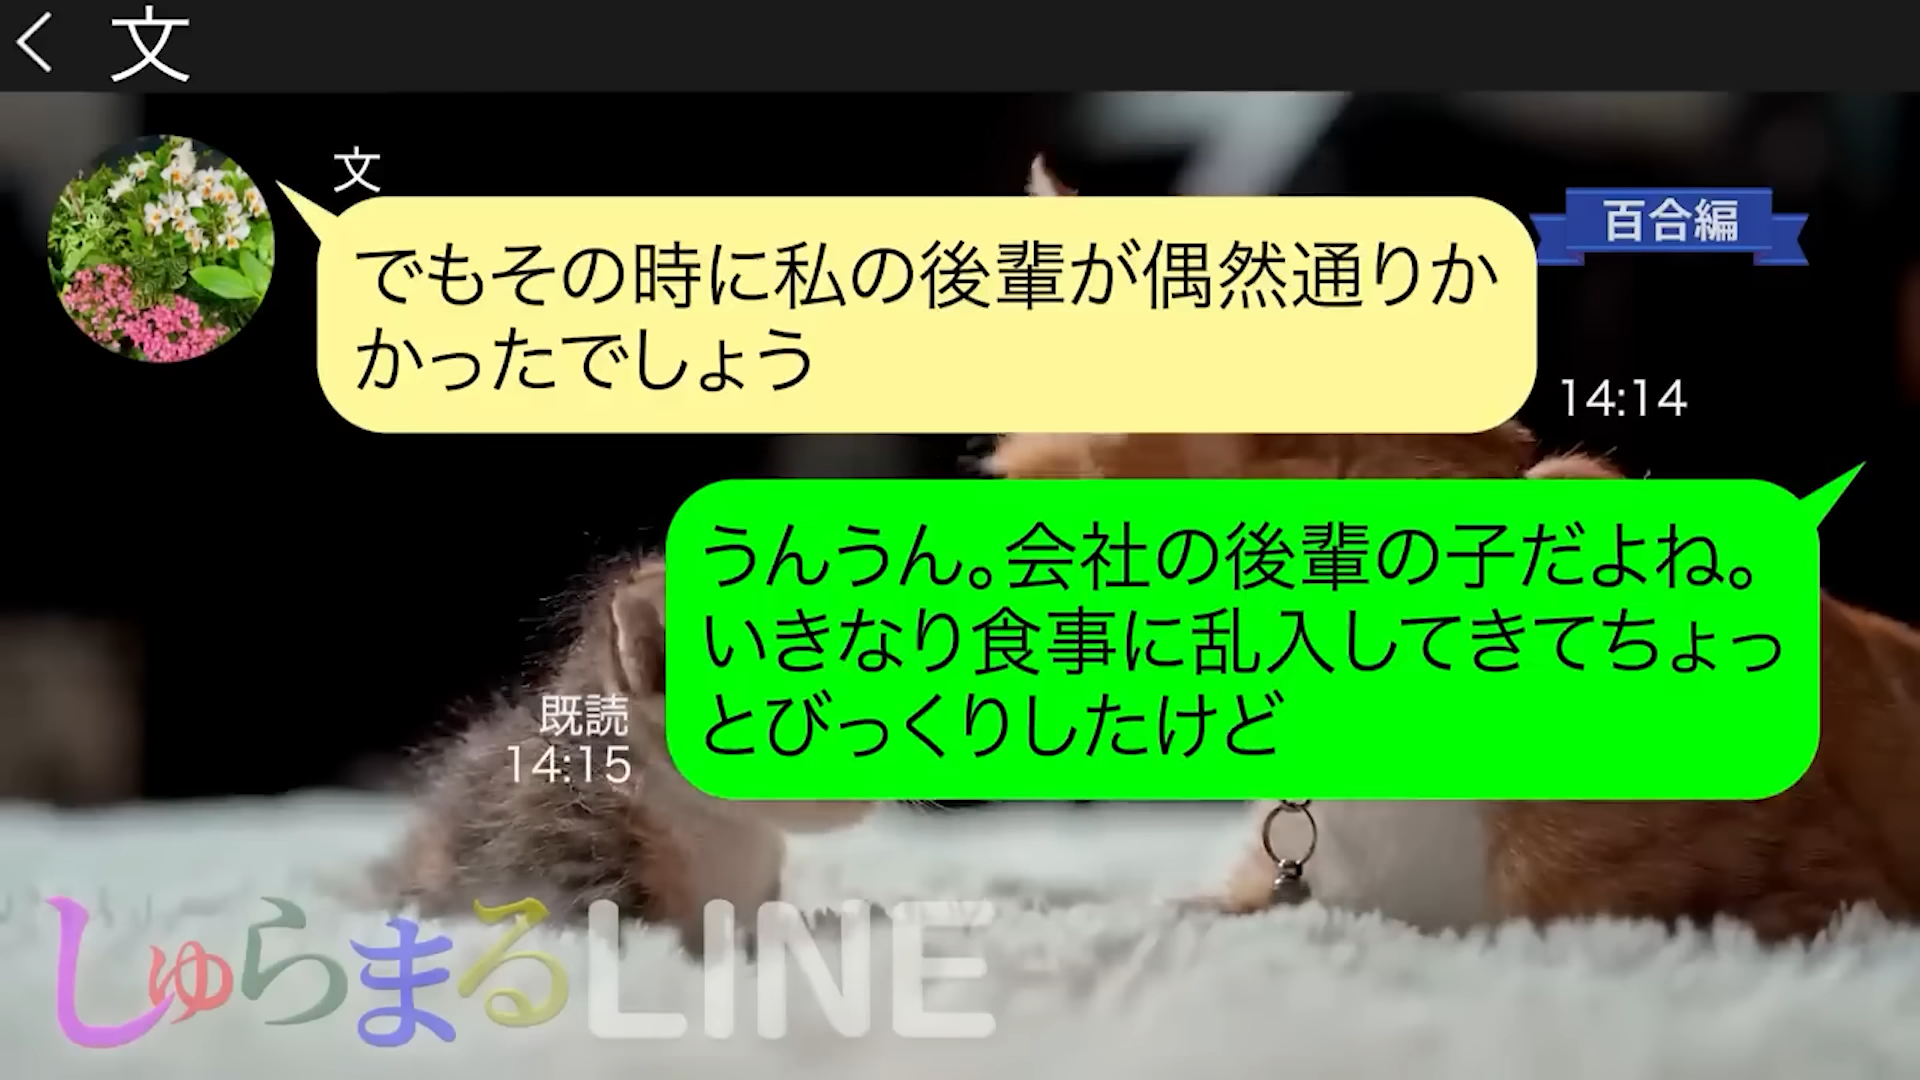 文
文
百合編
でもその時に私の後輩が偶然通りか
かったでしょう
14:14
うんうん。会社の後輩の子だよね。
いきなり食事に乱入してきてちょっ
とびっくりしたけど
既読
14:15
しゅらまるLINE